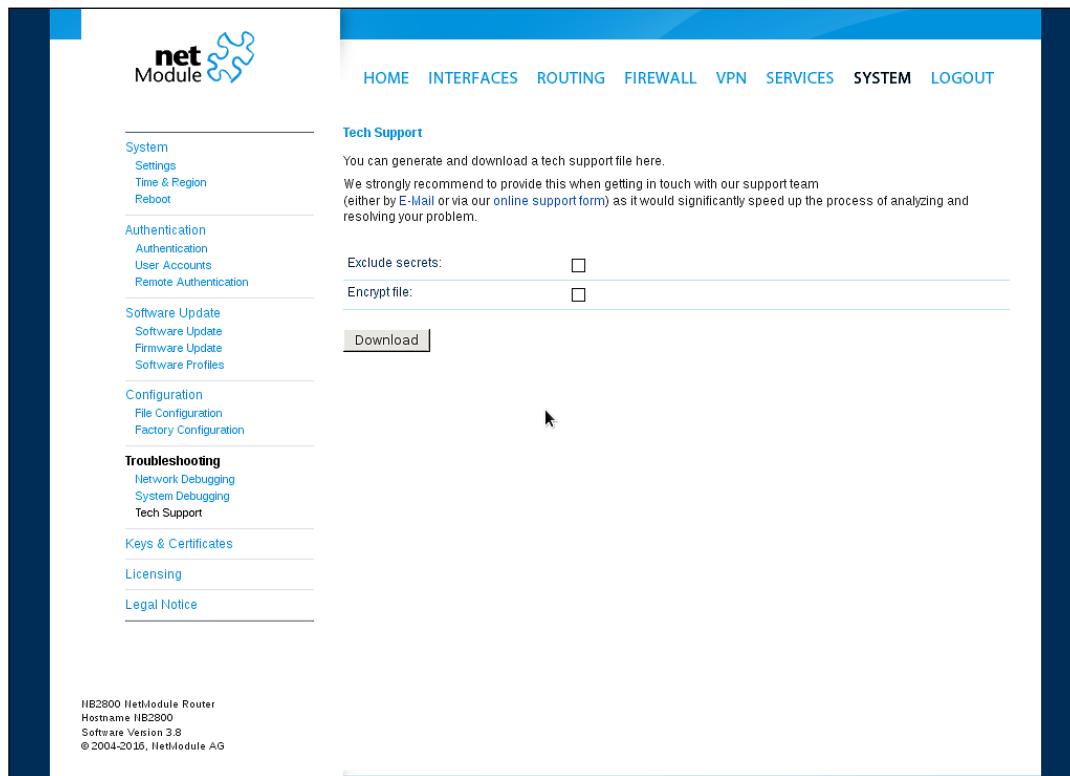 net
Module
HOME INTERFACES ROUTING FIREWALL VPN SERVICES SYSTEM LOGOUT
System
Settings
Time & Region
Reboot
Authentication
Authentication
User Accounts
Remote Authentication
Software Update
Software Update
Firmware Update
Software Profiles
Configuration
File Configuration
Factory Configuration
Troubleshooting
Network Debugging
System Debugging
Tech Support
Keys & Certificates
Licensing
Legal Notice
Tech Support
You can generate and download a tech support file here.
We strongly recommend to provide this when getting in touch with our support team
(either by E-Mail or via our online support form) as it would significantly speed up the process of analyzing and
resolving your problem.
Exclude secrets:
Encrypt file:
Download
NB2800 NetModule Router
Hostname NB2800
Software Version 3.8
© 2004-2016, NetModule AG